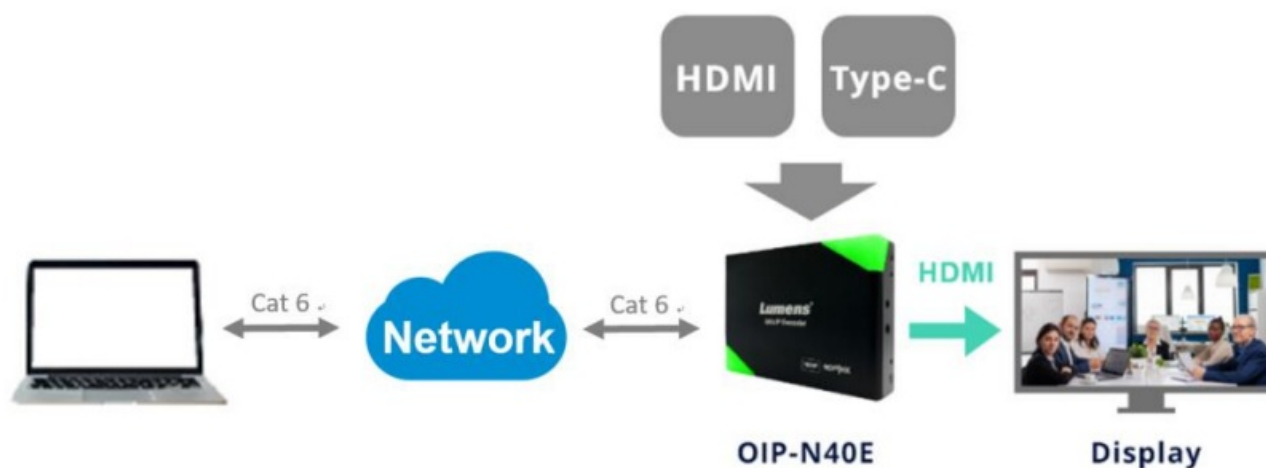 HDMI
Type-C
Cat 6
Network
Cat 6
Lumens
HDMI
OIP-N40E
Display